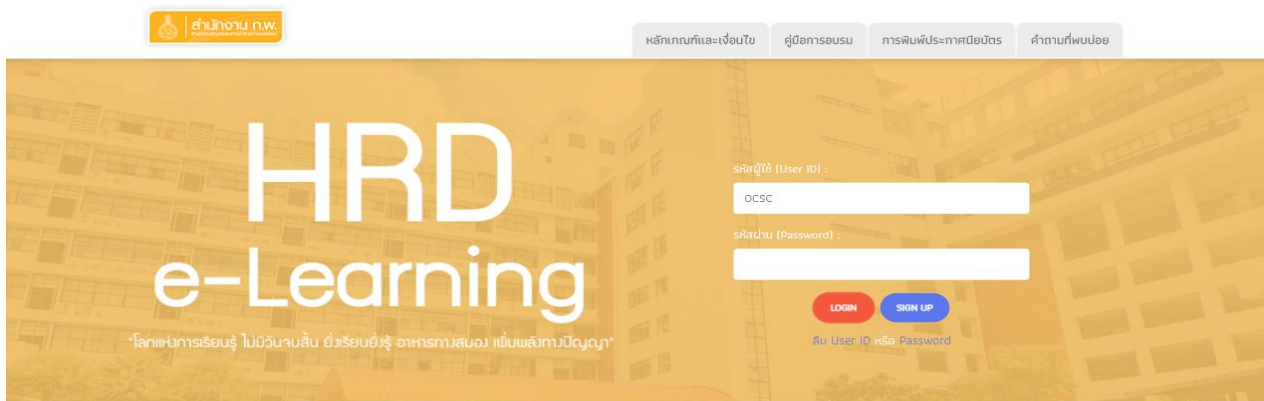 สำนักงาน ก.พ.
หลักเกณฑ์และเงื่อนไข
คู่มือการอบรม
การพิมพ์ประกาศนียบัตร
คำถามที่พบบ่อย
HRD
e-Learning
"โลกแห่งการเรียนรู้ ไม่มีวันจบสิ้น ยิ่งเรียนยิ่งรู้ อาหารทางสมอง เพิ่มพลังทางปัญญา"
รหัสผู้ใช้ (User ID) :
ocsc
รหัสผ่าน (Password) :
LOGIN
SIGN UP
ลืม User ID หรือ Password